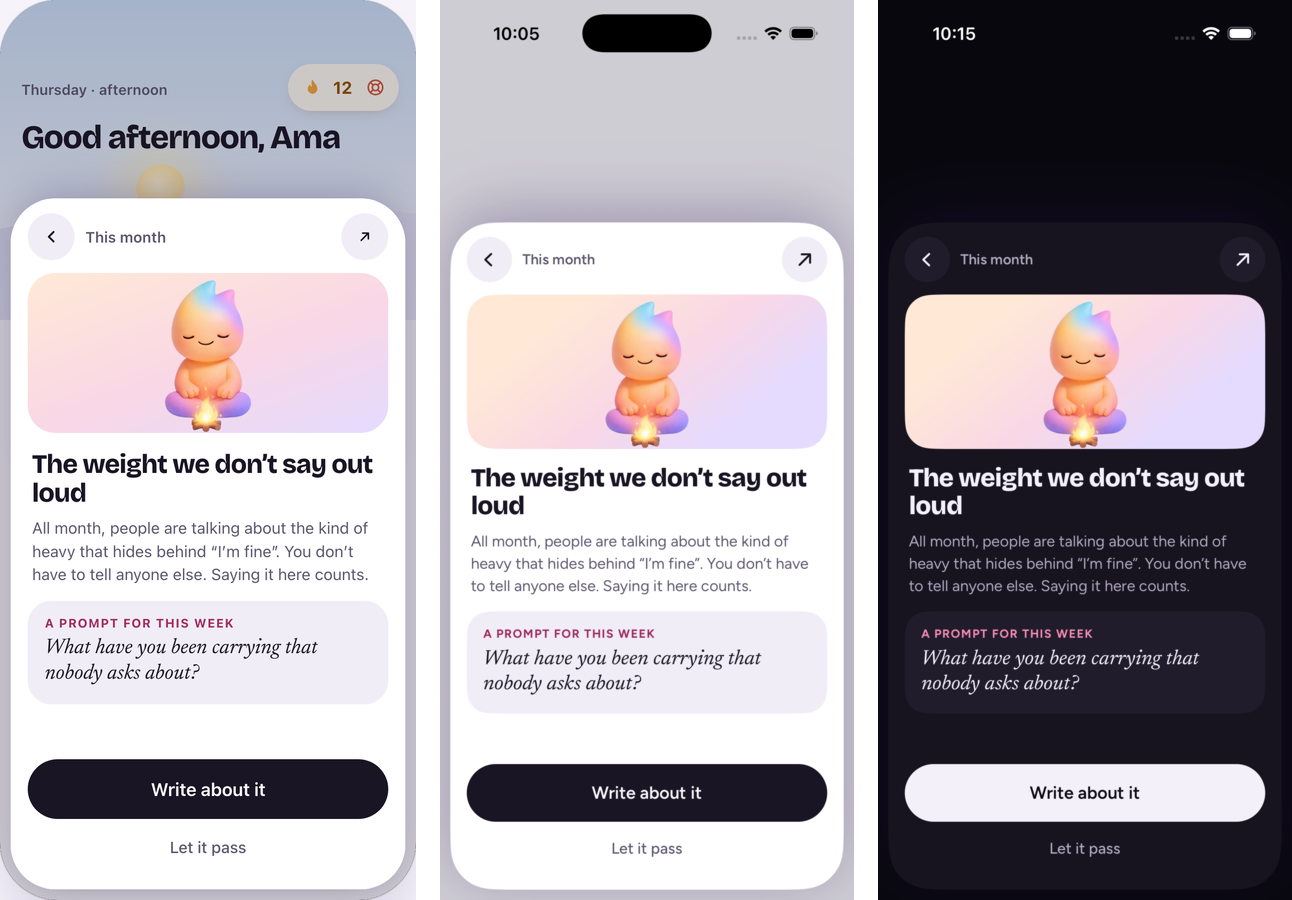 Thursday · afternoon
12
Good afternoon, Ama
This month
The weight we don’t say out
loud
All month, people are talking about the kind of
heavy that hides behind “I’m fine”. You don’t
have to tell anyone else. Saying it here counts.
A PROMPT FOR THIS WEEK
What have you been carrying that
nobody asks about?
Write about it
Let it pass
10:05
This month
The weight we don’t say out
loud
All month, people are talking about the kind of
heavy that hides behind “I’m fine”. You don’t have
to tell anyone else. Saying it here counts.
A PROMPT FOR THIS WEEK
What have you been carrying that
nobody asks about?
Write about it
Let it pass
10:15
This month
The weight we don’t say out
loud
All month, people are talking about the kind of
heavy that hides behind “I’m fine”. You don’t have
to tell anyone else. Saying it here counts.
A PROMPT FOR THIS WEEK
What have you been carrying that
nobody asks about?
Write about it
Let it pass